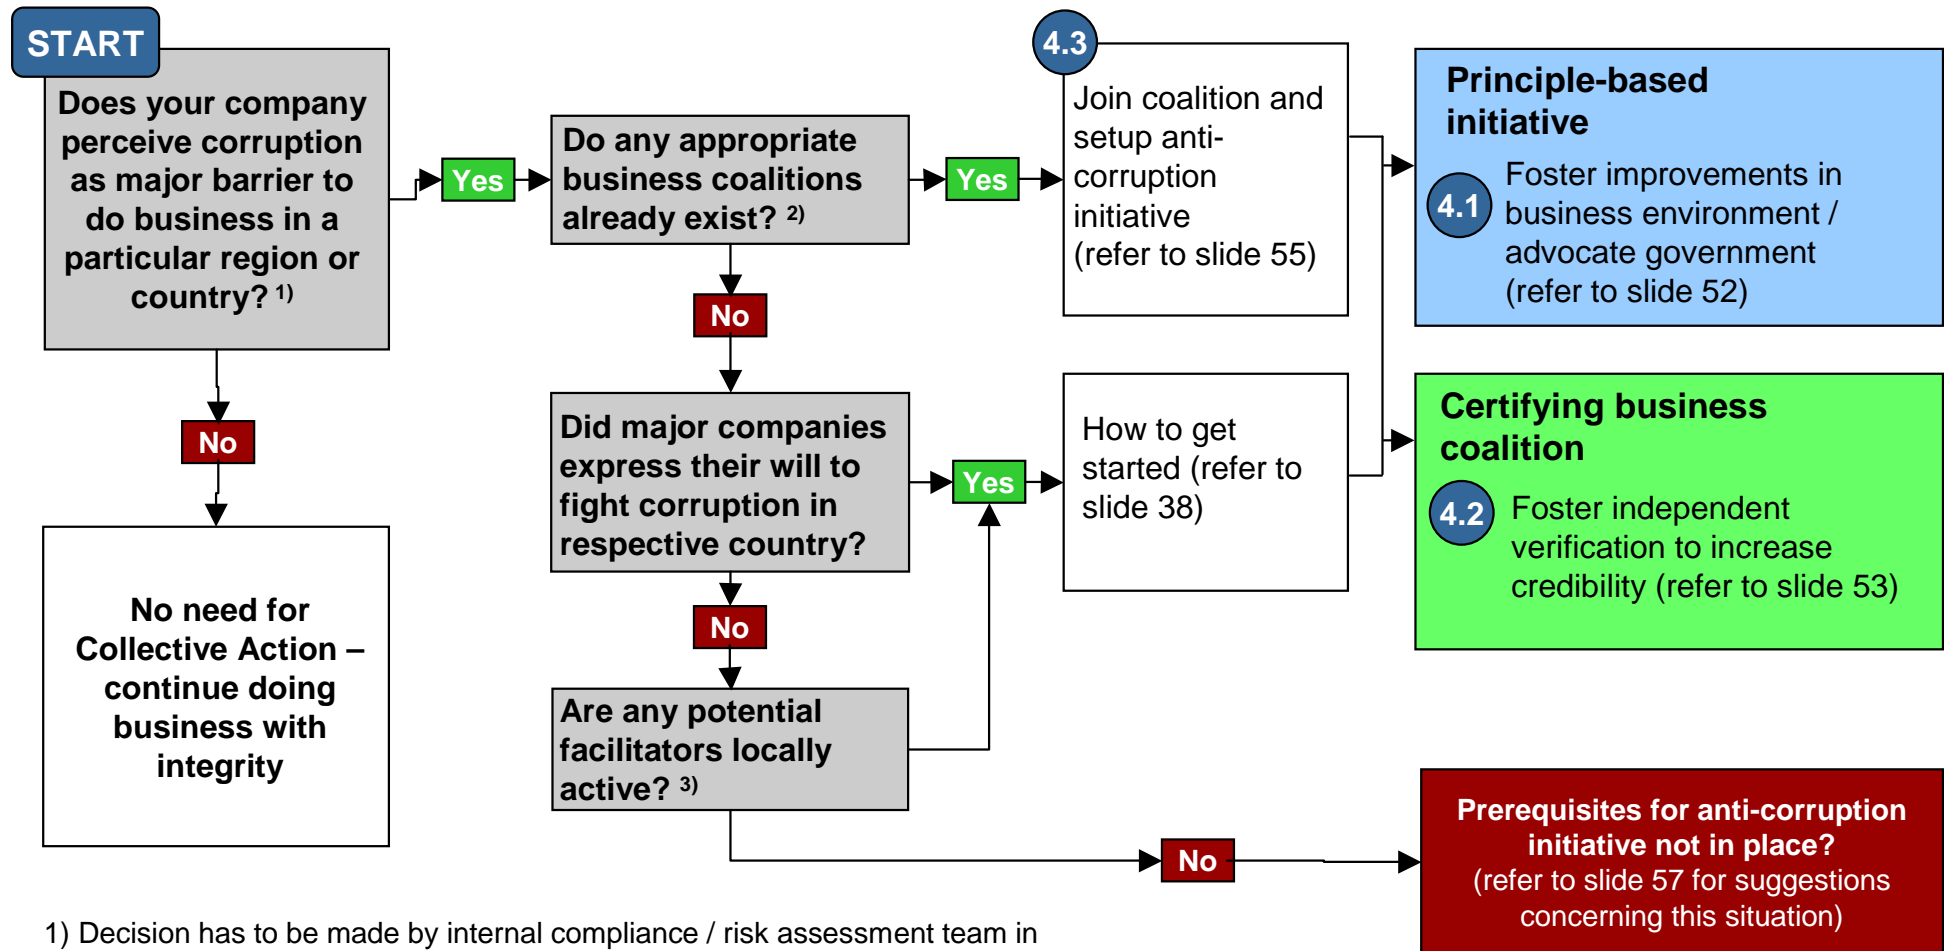 START
Does your company
perceive corruption
as major barrier to
do business in a
particular region or
country? 1)
Yes
No
No need for
Collective Action –
continue doing
business with
integrity
Do any appropriate
business coalitions
already exist? 2)
Yes
No
Did major companies
express their will to
fight corruption in
respective country?
Yes
No
Are any potential
facilitators locally
active? 3)
No
4.3
Join coalition and
setup anti-
corruption
initiative
(refer to slide 55)
How to get
started (refer to
slide 38)
Principle-based
initiative
4.1
Foster improvements in
business environment /
advocate government
(refer to slide 52)
Certifying business
coalition
4.2
Foster independent
verification to increase
credibility (refer to slide 53)
Prerequisites for anti-corruption
initiative not in place?
(refer to slide 57 for suggestions
concerning this situation)
1) Decision has to be made by internal compliance / risk assessment team in